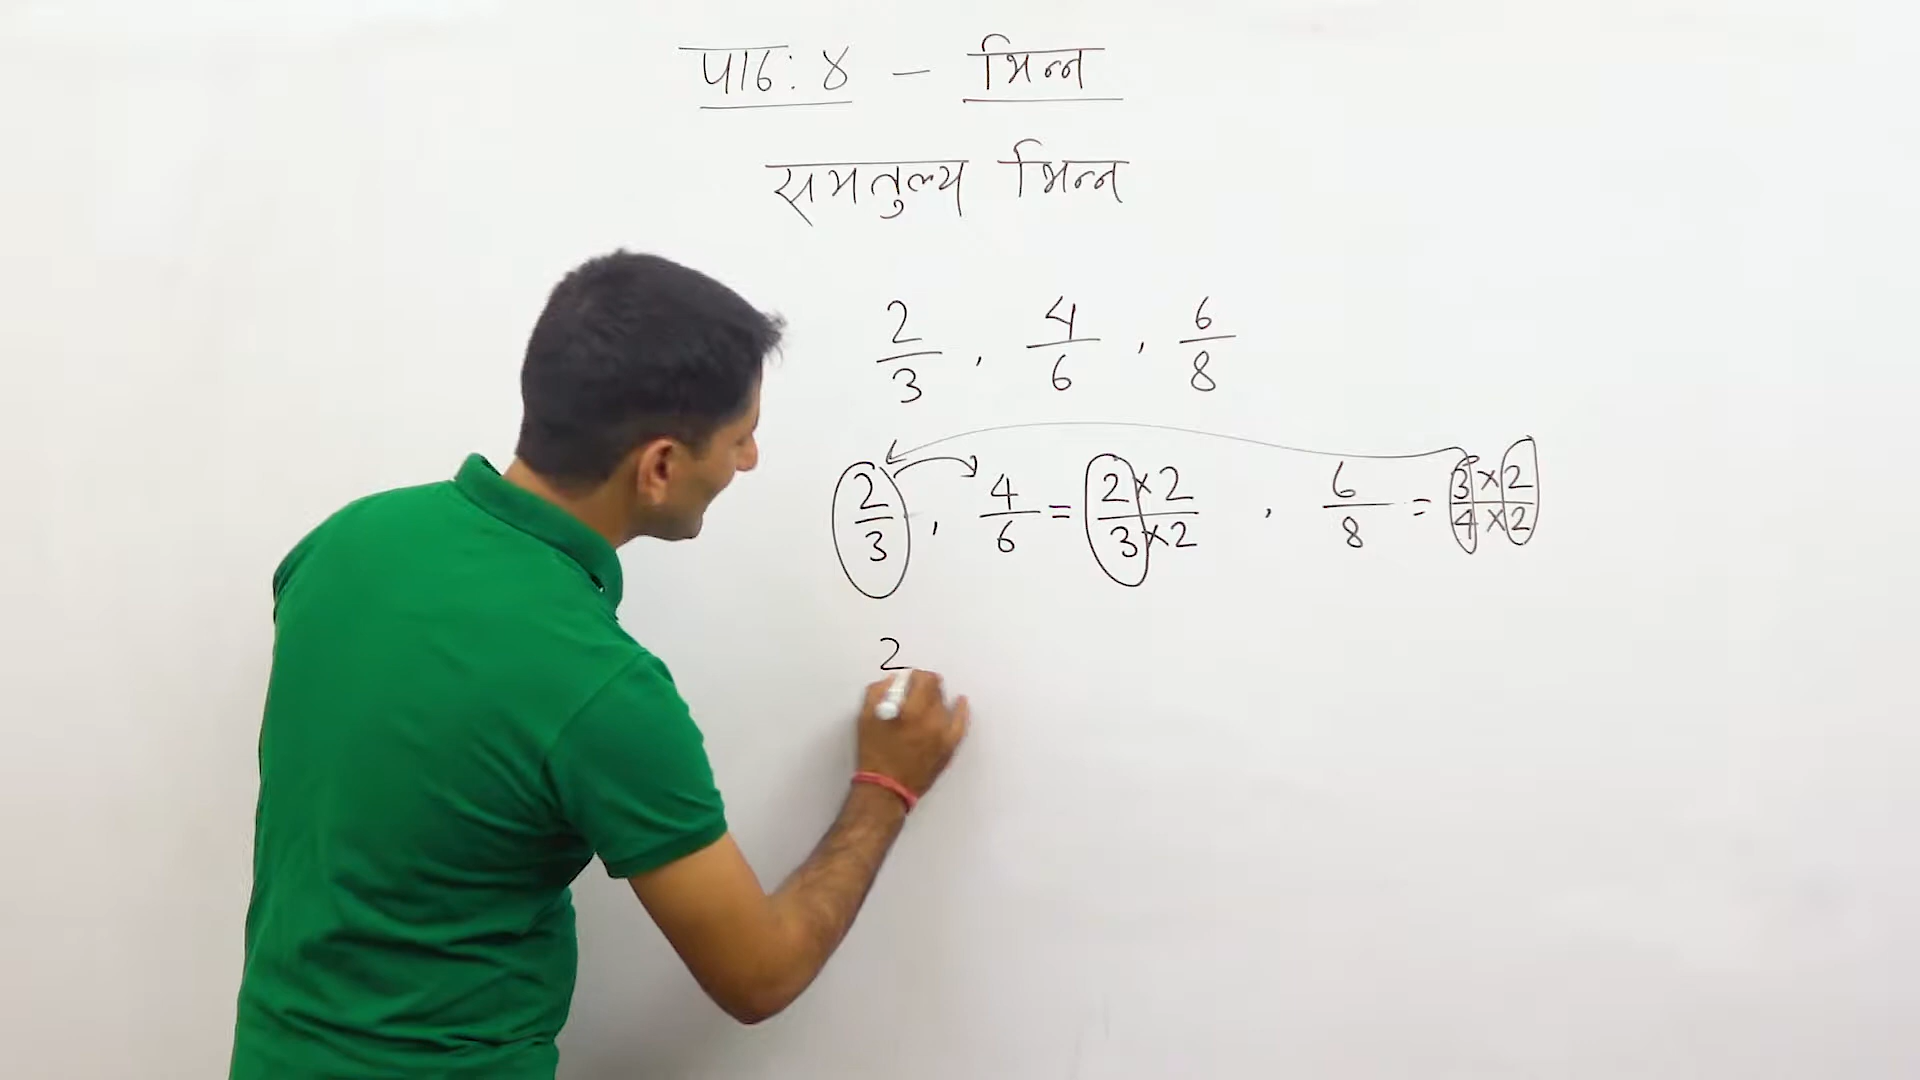 पाठ: ४ – भिन्न
समतुल्य भिन्न
2/3 , 4/6 , 6/8
2/3 , 4/6 = 2×2/3×2 , 6/8 = 3×2/4×2
2